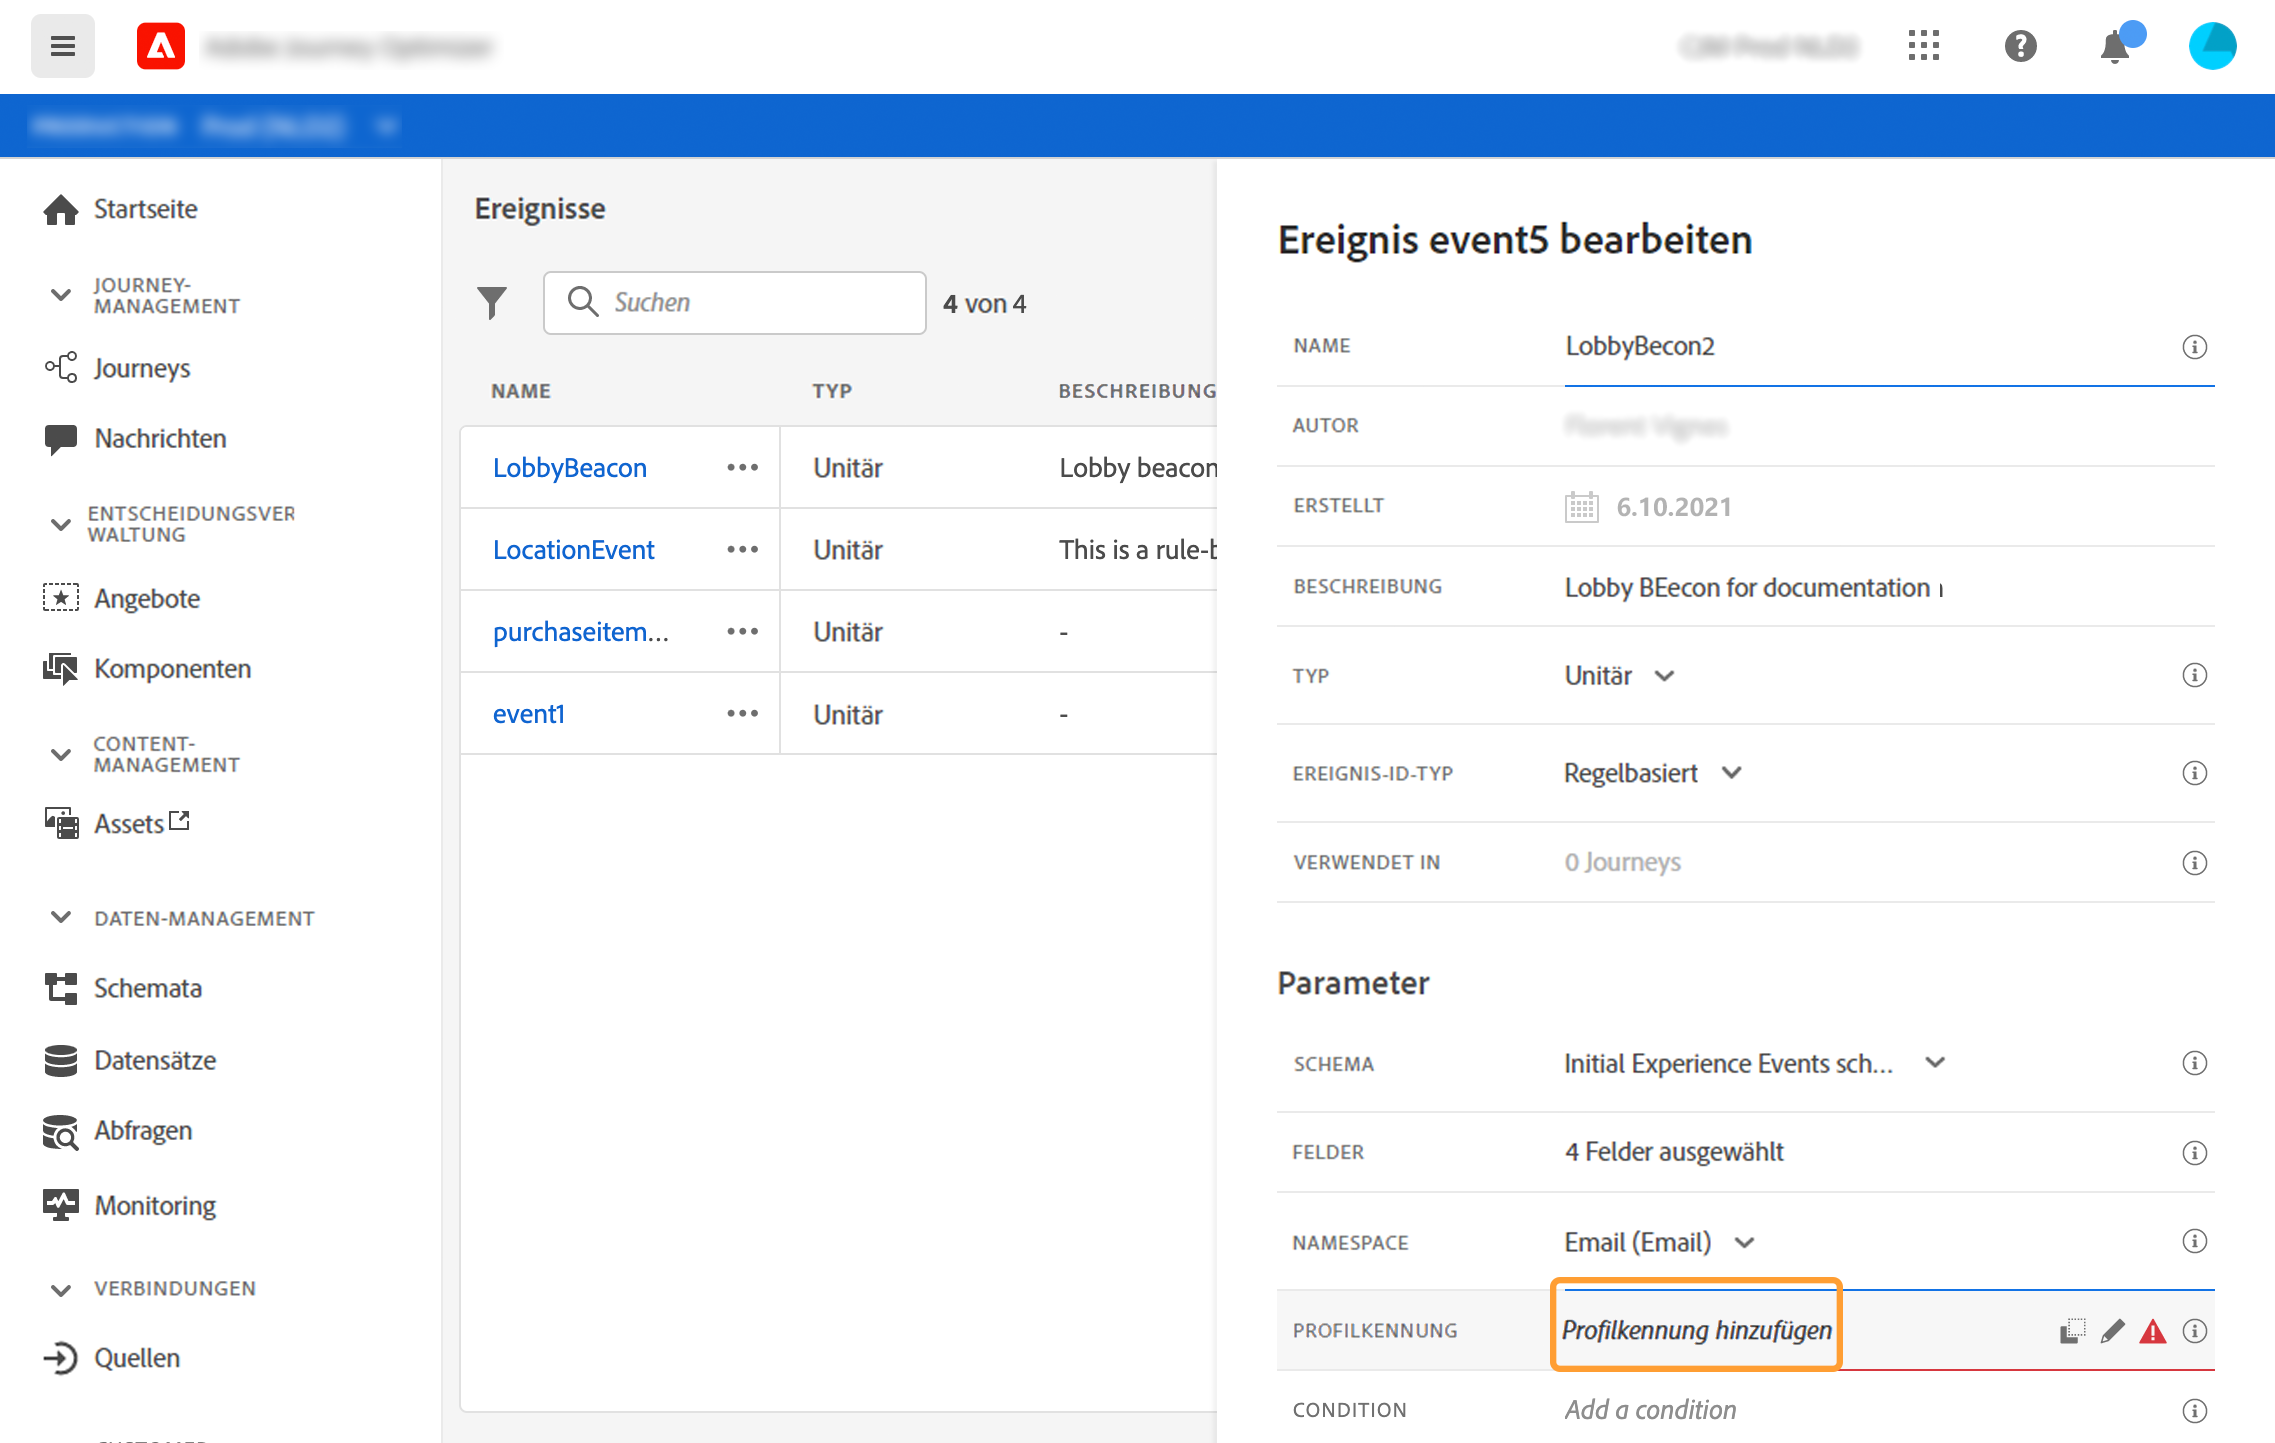 Startseite
JOURNEY-
MANAGEMENT
Journeys
Nachrichten
ENTSCHEIDUNGSVER
WALTUNG
Angebote
Komponenten
CONTENT-
MANAGEMENT
Assets
DATEN-MANAGEMENT
Schemata
Datensätze
Abfragen
Monitoring
VERBINDUNGEN
Quellen
Ereignisse
Suchen
4 von 4
NAME TYP BESCHREIBUNG
LobbyBeacon ••• Unitär Lobby beacon
LocationEvent ••• Unitär This is a rule-b
purchaseitem... ••• Unitär -
event1 ••• Unitär -
Ereignis event5 bearbeiten
NAME LobbyBecon2
AUTOR
ERSTELLT 6.10.2021
BESCHREIBUNG Lobby BEecon for documentation
TYP Unitär
EREIGNIS-ID-TYP Regelbasiert
VERWENDET IN 0 Journeys
Parameter
SCHEMA Initial Experience Events sch...
FELDER 4 Felder ausgewählt
NAMESPACE Email (Email)
PROFILKENNUNG Profilkennung hinzufügen
CONDITION Add a condition